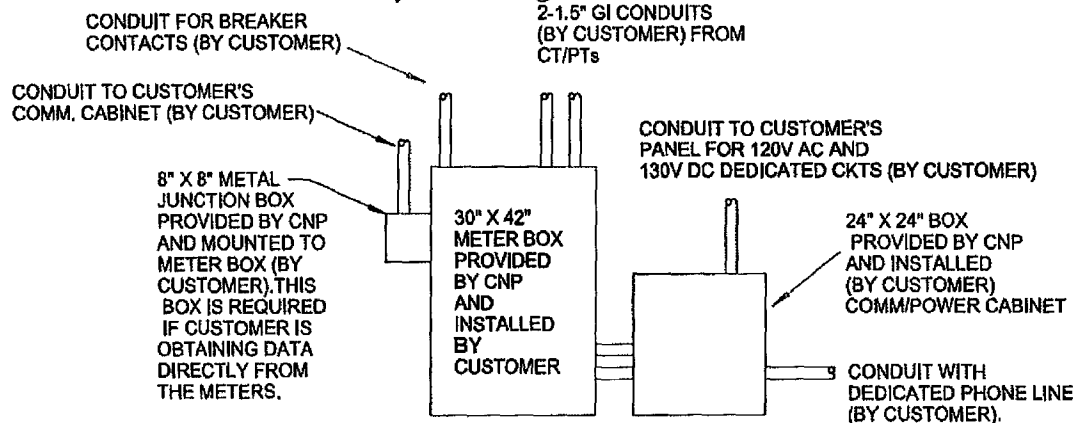 CONDUIT FOR BREAKER
CONTACTS (BY CUSTOMER)
2-1.5" GI CONDUITS
(BY CUSTOMER) FROM
CT/PTs
CONDUIT TO CUSTOMER'S
COMM. CABINET (BY CUSTOMER)
CONDUIT TO CUSTOMER'S
PANEL FOR 120V AC AND
130V DC DEDICATED CKTS (BY CUSTOMER)
8" X 8" METAL
JUNCTION BOX
PROVIDED BY CNP
AND MOUNTED TO
METER BOX (BY
CUSTOMER).THIS
BOX IS REQUIRED
IF CUSTOMER IS
OBTAINING DATA
DIRECTLY FROM
THE METERS.
30" X 42"
METER BOX
PROVIDED
BY CNP
AND
INSTALLED
BY
CUSTOMER
24" X 24" BOX
PROVIDED BY CNP
AND INSTALLED
(BY CUSTOMER)
COMM/POWER CABINET
CONDUIT WITH
DEDICATED PHONE LINE
(BY CUSTOMER).